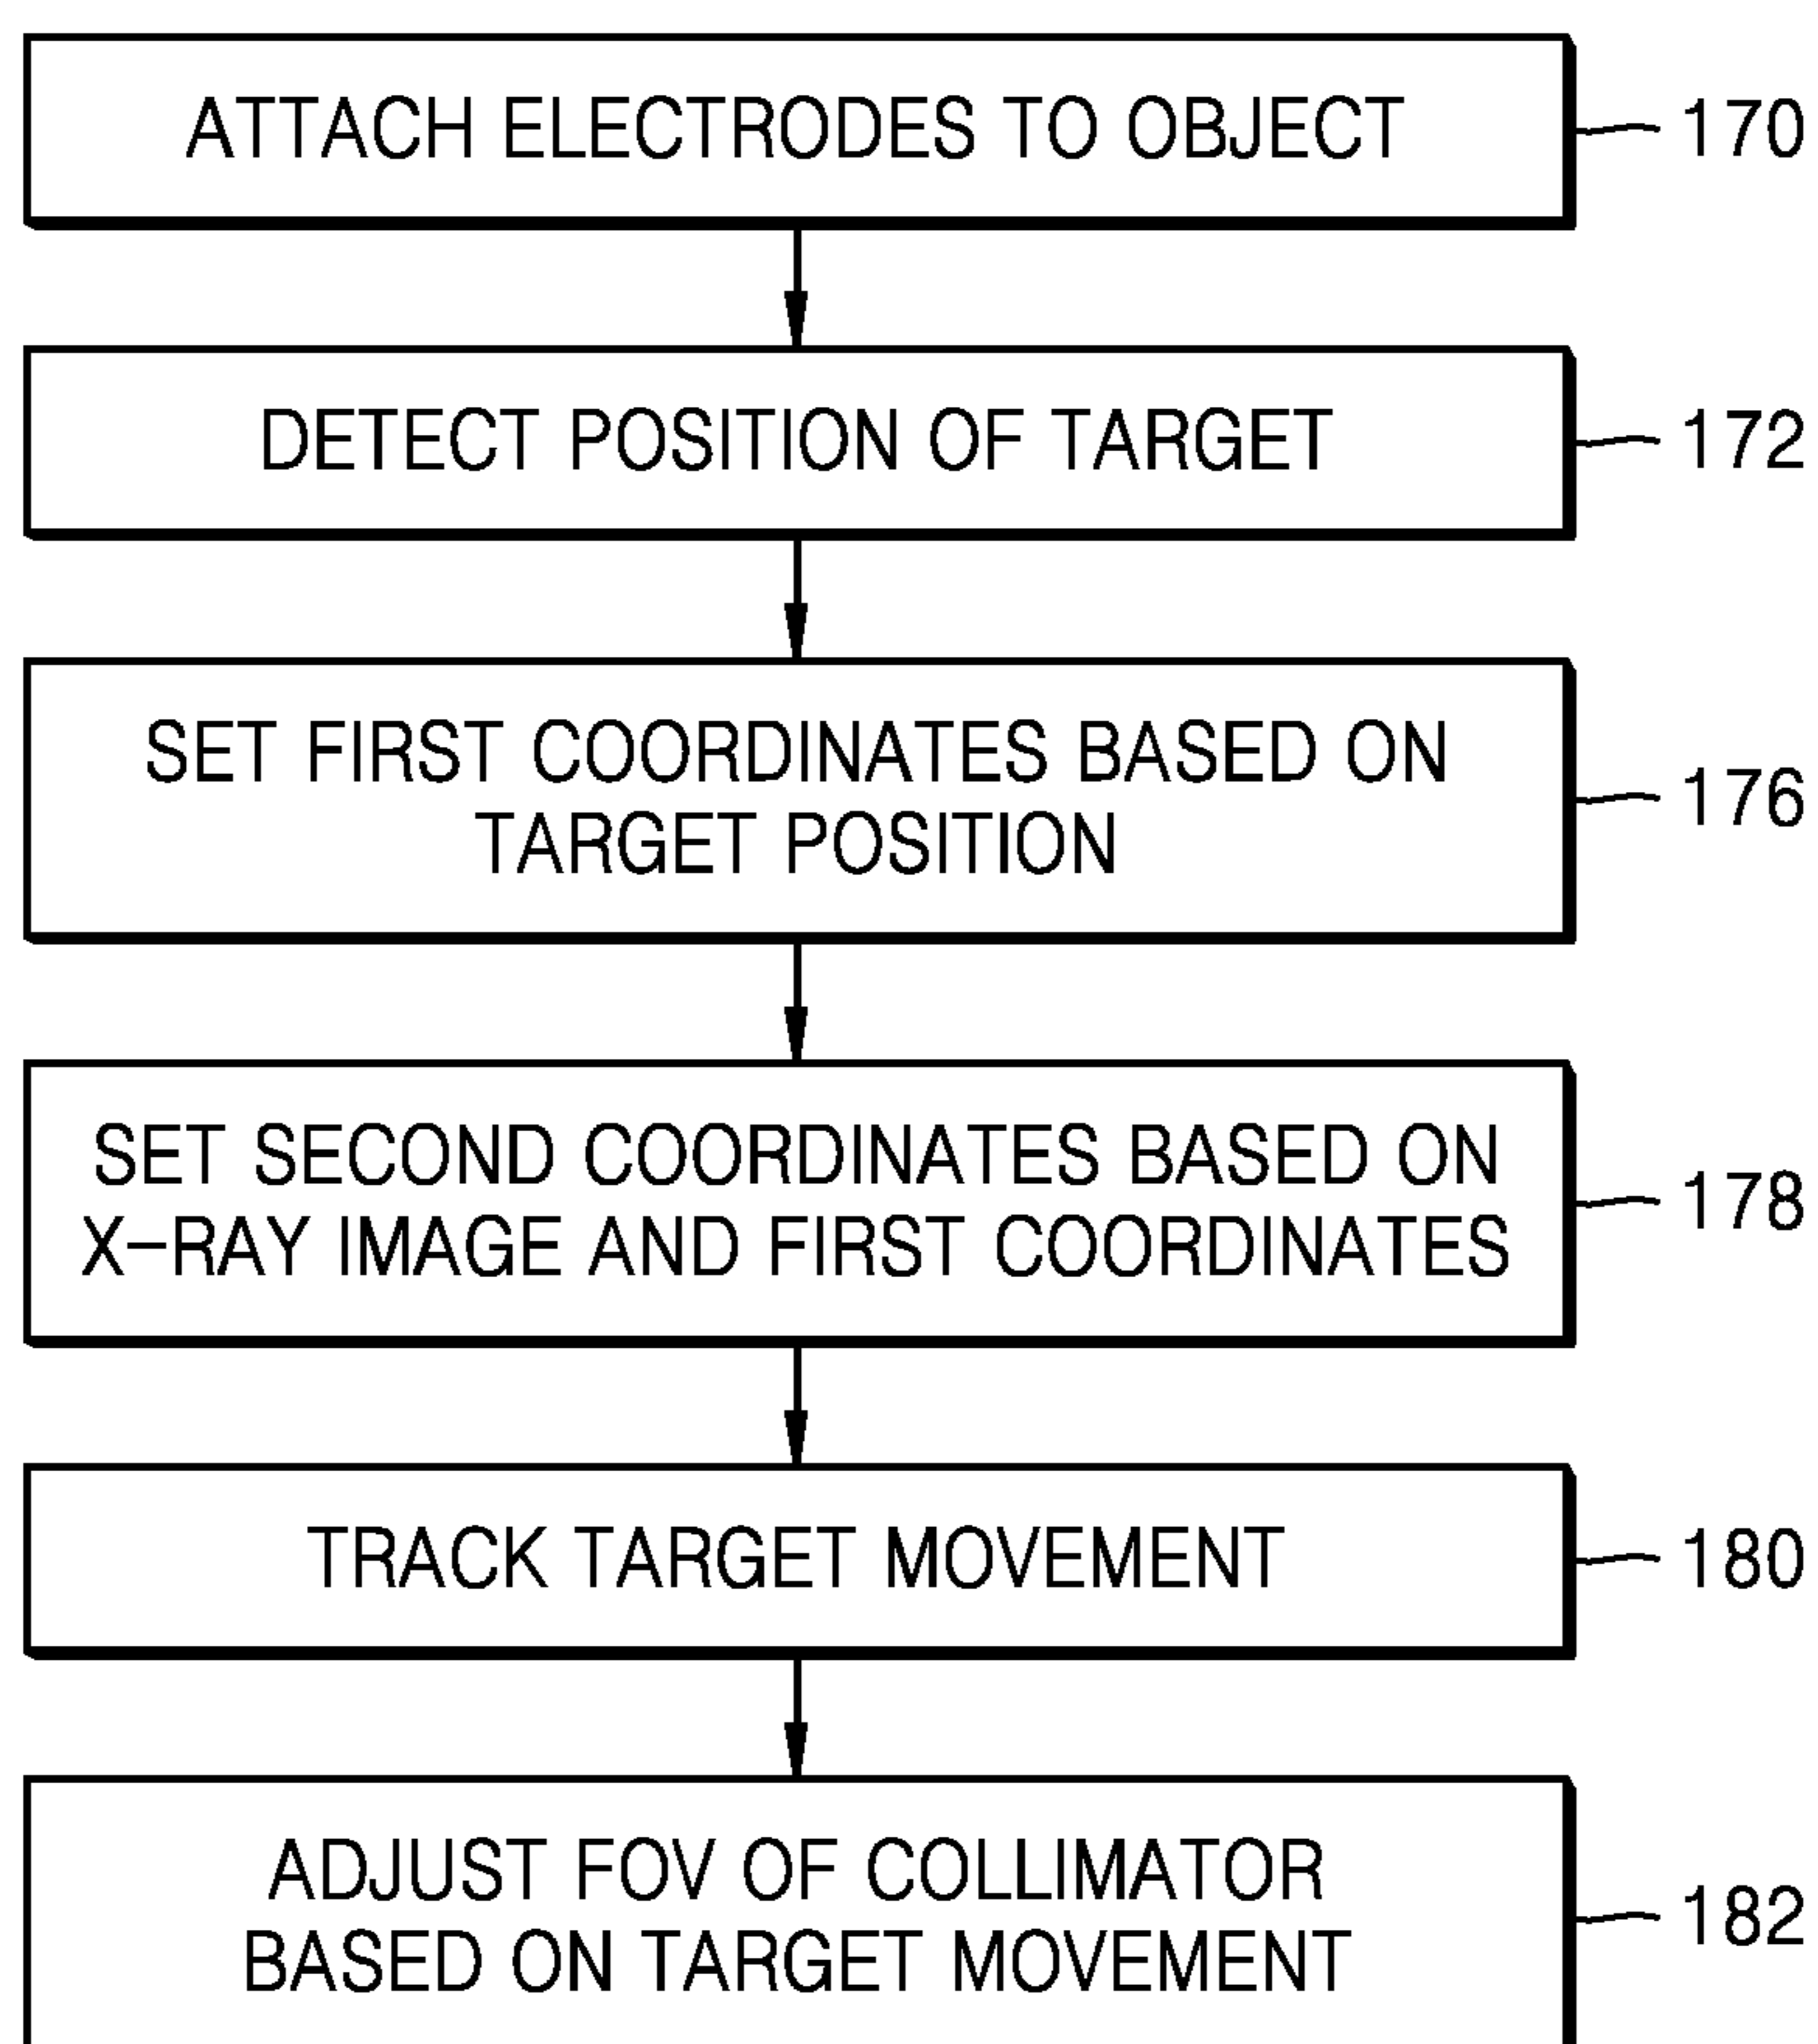 ATTACH ELECTRODES TO OBJECT
170
DETECT POSITION OF TARGET
172
SET FIRST COORDINATES BASED ON
TARGET POSITION
176
SET SECOND COORDINATES BASED ON
X-RAY IMAGE AND FIRST COORDINATES
178
TRACK TARGET MOVEMENT
180
ADJUST FOV OF COLLIMATOR
BASED ON TARGET MOVEMENT
182